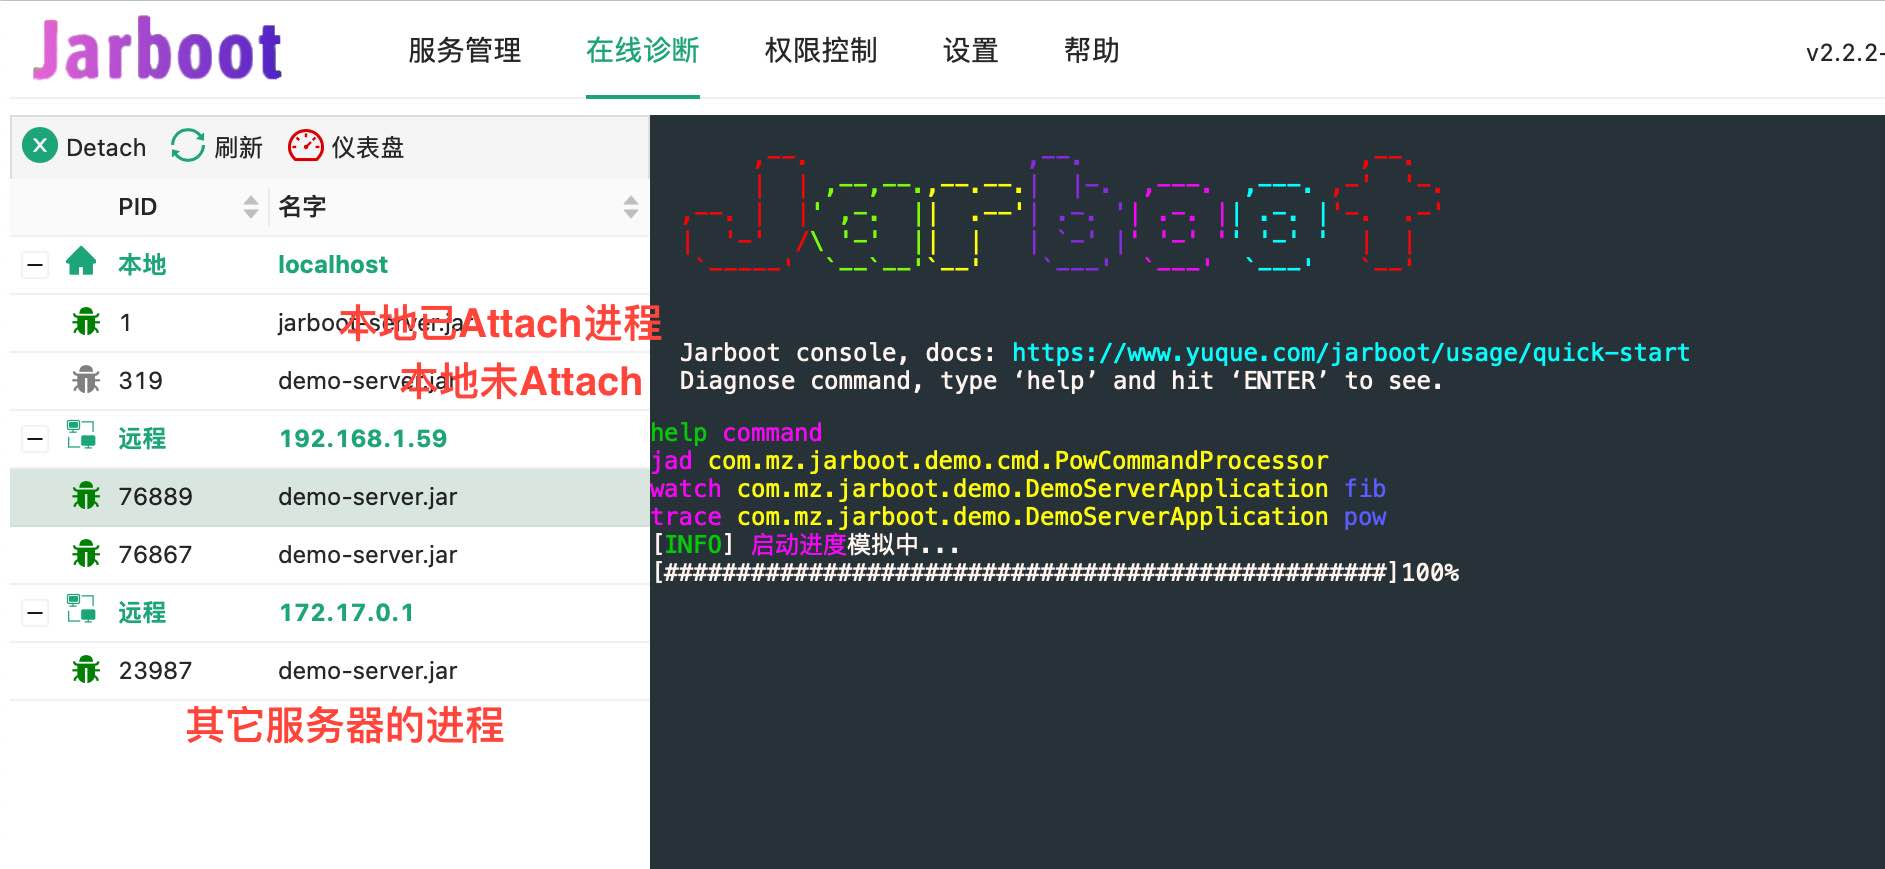 Jarboot
服务管理 在线诊断 权限控制 设置 帮助 v2.2.2-
Detach 刷新 仪表盘
PID 名字
本地 localhost
1 jarboot-server.jar
本地已Attach进程
319 demo-server.jar
本地未Attach
远程 192.168.1.59
76889 demo-server.jar
76867 demo-server.jar
远程 172.17.0.1
23987 demo-server.jar
其它服务器的进程
Jarboot
Jarboot console, docs: https://www.yuque.com/jarboot/usage/quick-start
Diagnose command, type ‘help’ and hit ‘ENTER’ to see.
help command
jad com.mz.jarboot.demo.cmd.PowCommandProcessor
watch com.mz.jarboot.demo.DemoServerApplication fib
trace com.mz.jarboot.demo.DemoServerApplication pow
[INFO] 启动进度模拟中...
[##################################################]100%